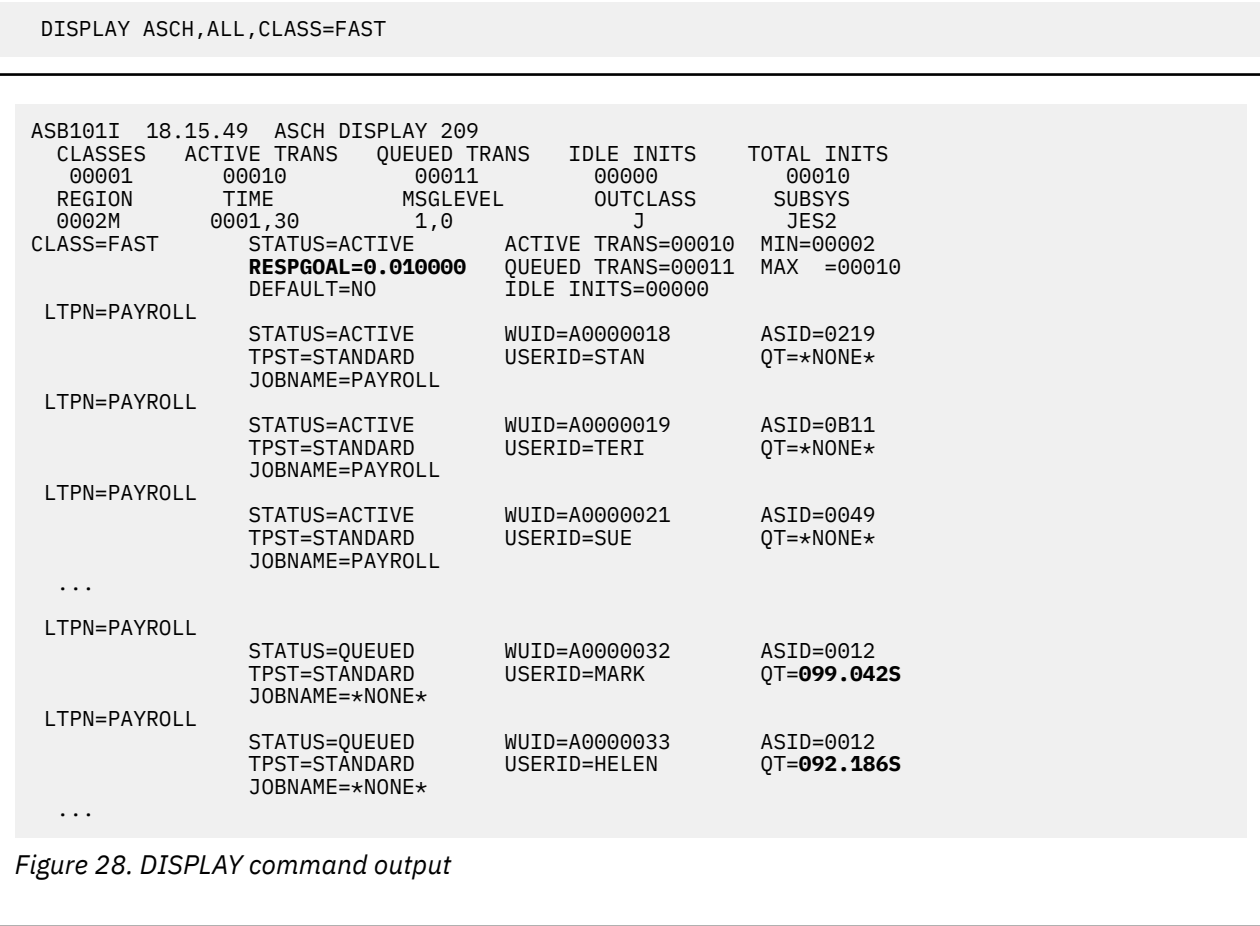 DISPLAY ASCH,ALL,CLASS=FAST
ASB101I  18.15.49  ASCH DISPLAY 209
  CLASSES   ACTIVE TRANS   QUEUED TRANS   IDLE INITS    TOTAL INITS
   00001       00010          00011         00000          00010
  REGION       TIME          MSGLEVEL       OUTCLASS      SUBSYS
  0002M     0001,30           1,0              J           JES2
CLASS=FAST       STATUS=ACTIVE       ACTIVE TRANS=00010  MIN=00002
                 RESPGOAL=0.010000   QUEUED TRANS=00011  MAX  =00010
                 DEFAULT=NO          IDLE INITS=00000
 LTPN=PAYROLL
                 STATUS=ACTIVE       WUID=A0000018       ASID=0219
                 TPST=STANDARD       USERID=STAN         QT=*NONE*
                 JOBNAME=PAYROLL
 LTPN=PAYROLL
                 STATUS=ACTIVE       WUID=A0000019       ASID=0B11
                 TPST=STANDARD       USERID=TERI         QT=*NONE*
                 JOBNAME=PAYROLL
 LTPN=PAYROLL
                 STATUS=ACTIVE       WUID=A0000021       ASID=0049
                 TPST=STANDARD       USERID=SUE          QT=*NONE*
                 JOBNAME=PAYROLL
  ...
 LTPN=PAYROLL
                 STATUS=QUEUED       WUID=A0000032       ASID=0012
                 TPST=STANDARD       USERID=MARK         QT=099.042S
                 JOBNAME=*NONE*
 LTPN=PAYROLL
                 STATUS=QUEUED       WUID=A0000033       ASID=0012
                 TPST=STANDARD       USERID=HELEN        QT=092.186S
                 JOBNAME=*NONE*
  ...
Figure 28. DISPLAY command output